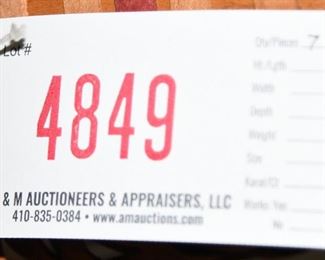 Lot #
4849
& M AUCTIONEERS & APPRAISERS, LLC
410-835-0384 • www.amauctions.com
Qty/Pieces 7
Ht./Lgth
Width
Depth
Weight
Size
Karat/Ct
Works: Yes
No